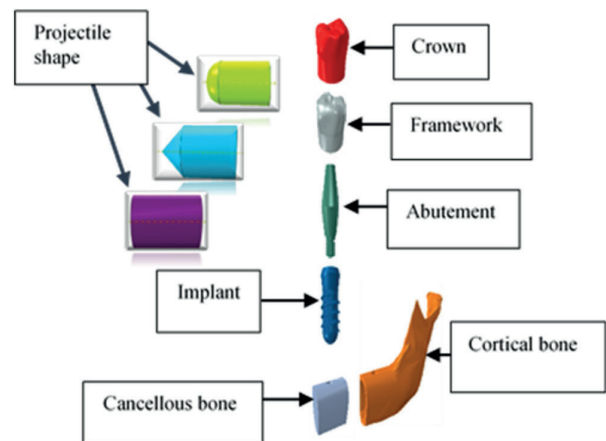 Projectile
shape
Crown
Framework
Abutement
Implant
Cortical bone
Cancellous bone